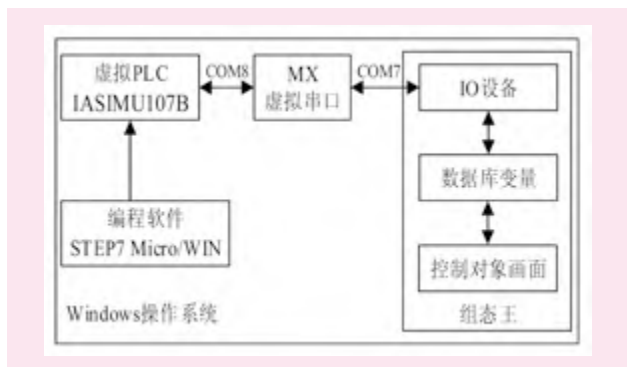 虚拟PLC
IASIMU107B
COM8
MX
虚拟串口
COM7
IO设备
数据库变量
控制对象画面
组态王
编程软件
STEP7 Micro/WIN
Windows操作系统